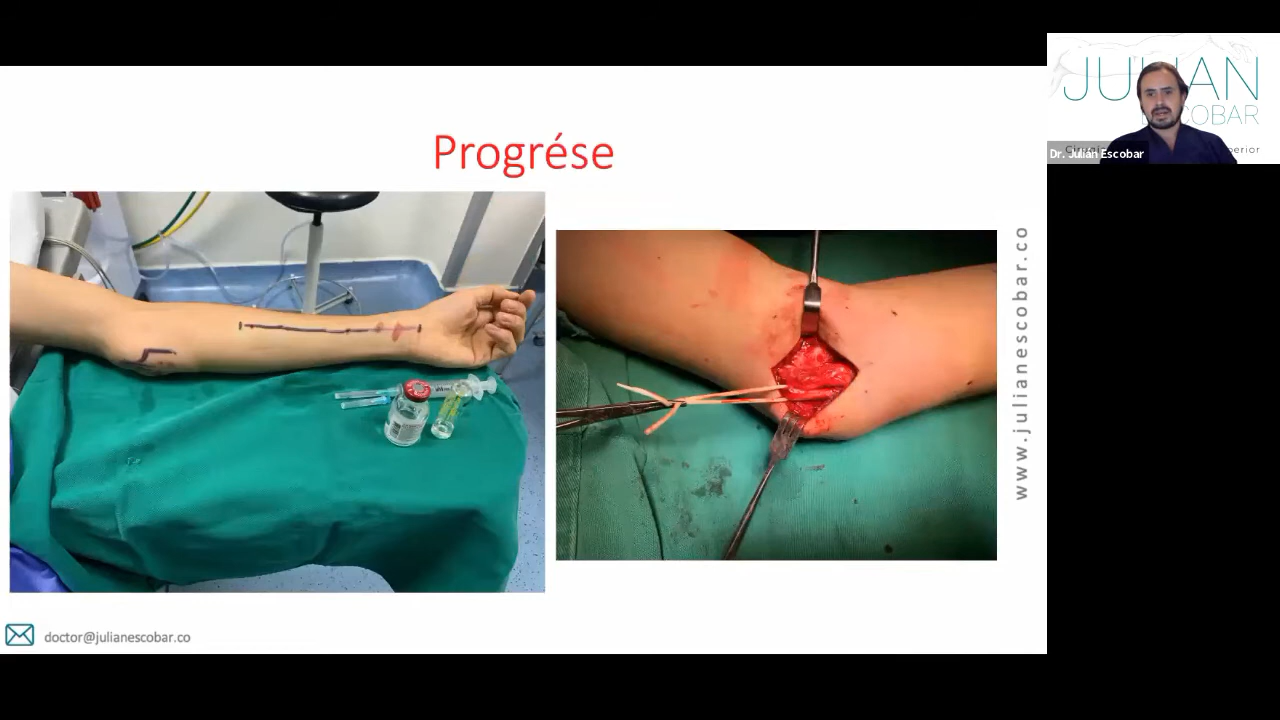 Progrése
www.julianescobar.co
doctor@julianescobar.co
JULIAN
ESCOBAR
Dr. Julián Escobar